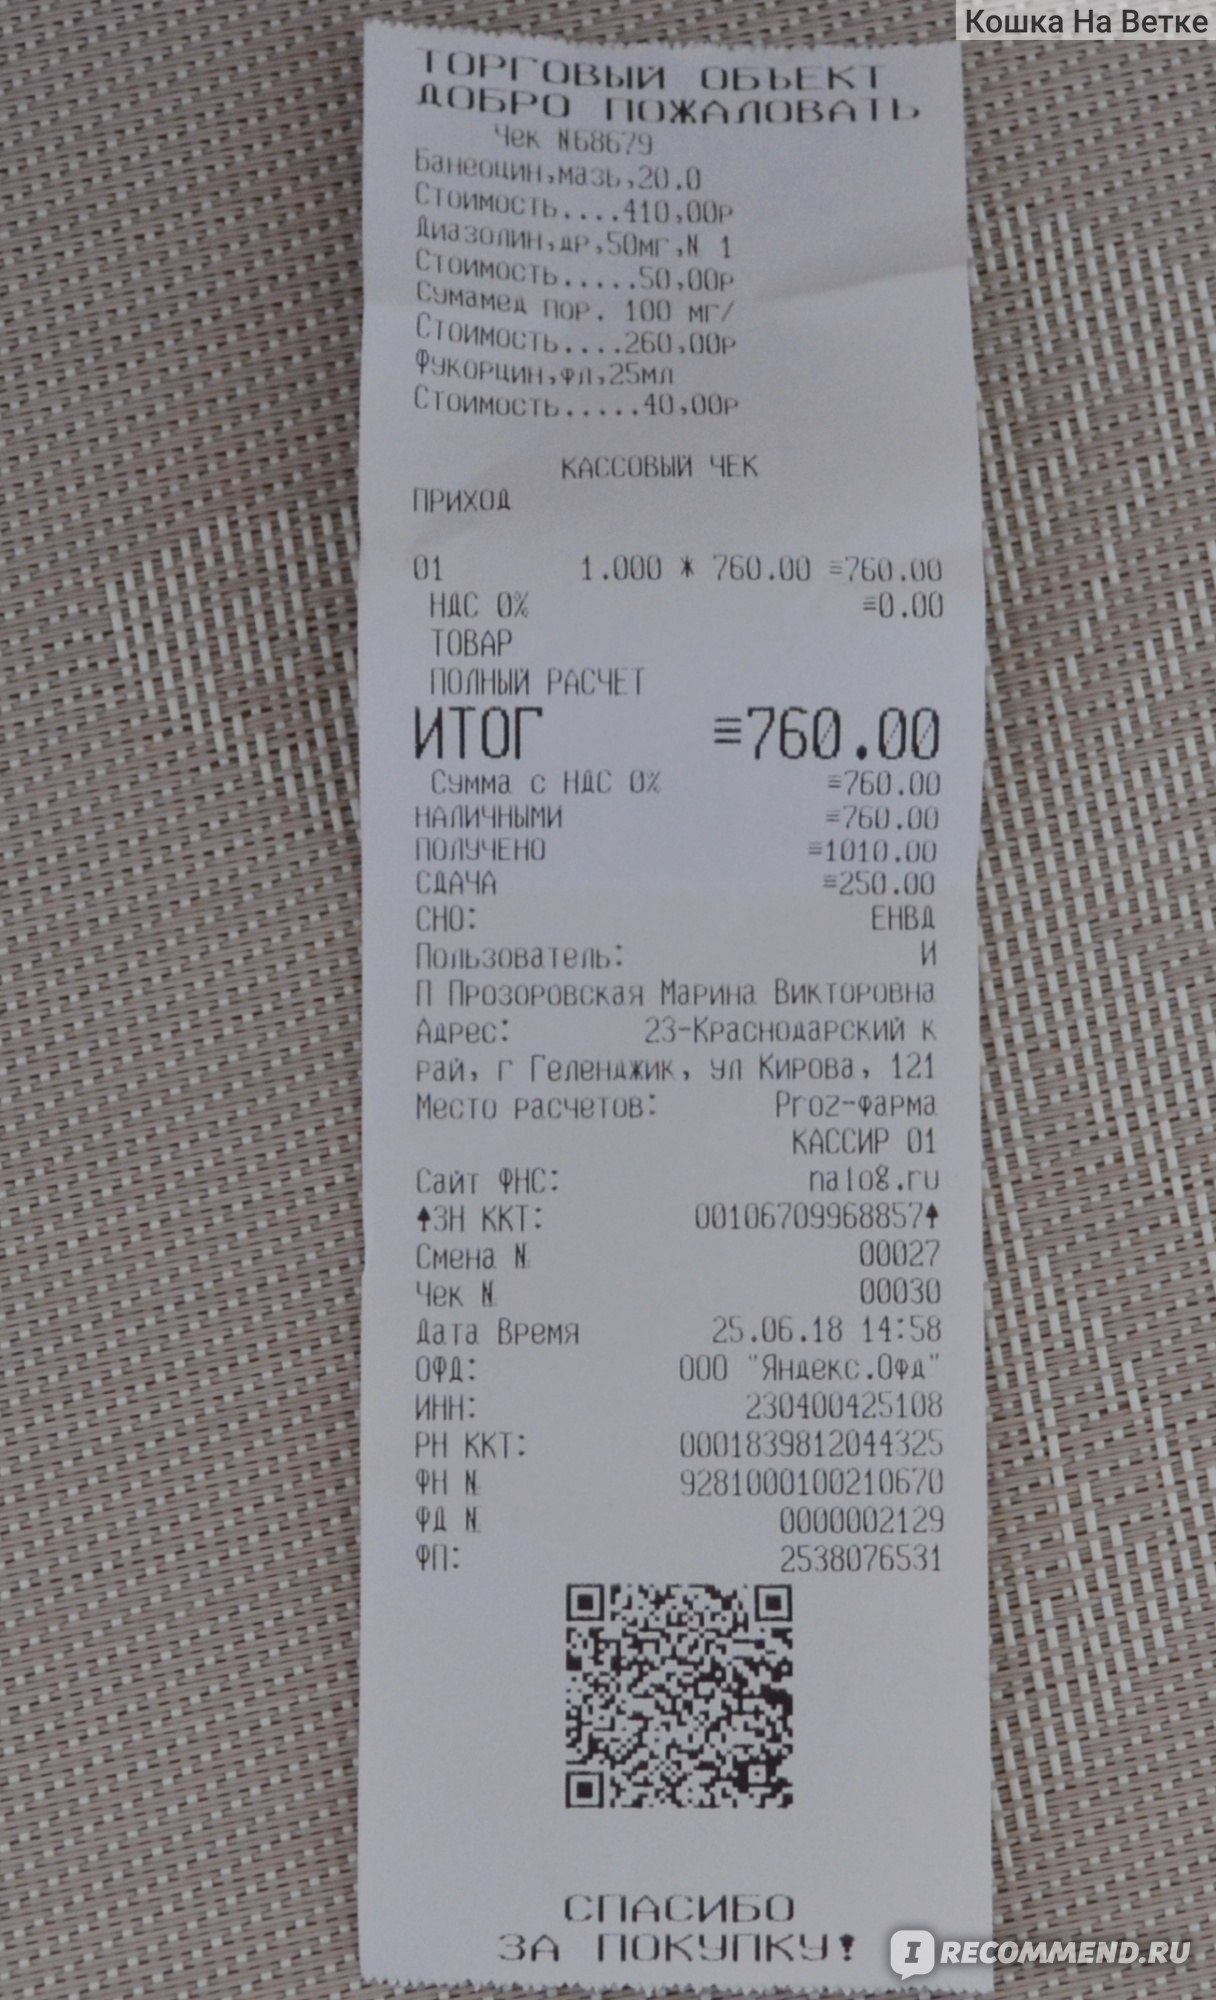 Кошка На Ветке
ТОРГОВЫЙ ОБЪЕКТ
ДОБРО ПОЖАЛОВАТЬ
Чек N68679
Банеоцин,мазь,20.0
Стоимость....410,00р
Диазолин,др,50мг,N 1
Стоимость.....50,00р
Сумамед пор. 100 мг/
Стоимость....260,00р
Фукорцин,фл,25мл
Стоимость.....40,00р
КАССОВЫЙ ЧЕК
ПРИХОД
01 1.000 * 760.00 ≡760.00
НДС 0% ≡0.00
ТОВАР
ПОЛНЫЙ РАСЧЕТ
ИТОГ ≡760.00
Сумма с НДС 0% ≡760.00
НАЛИЧНЫМИ ≡760.00
ПОЛУЧЕНО ≡1010.00
СДАЧА ≡250.00
СНО: ЕНВД
Пользователь: И
П Прозоровская Марина Викторовна
Адрес: 23-Краснодарский к
рай, г Геленджик, ул Кирова, 121
Место расчетов: Proz-фарма
КАССИР 01
Сайт ФНС: nalog.ru
↑ЗН ККТ: 00106709968857↑
Смена № 00027
Чек № 00030
Дата Время 25.06.18 14:58
ОФД: ООО "Яндекс.Офд"
ИНН: 230400425108
РН ККТ: 0001839812044325
ФН № 9281000100210670
ФД № 0000002129
ФП: 2538076531
СПАСИБО
ЗА ПОКУПКУ!
I RECOMMEND.RU